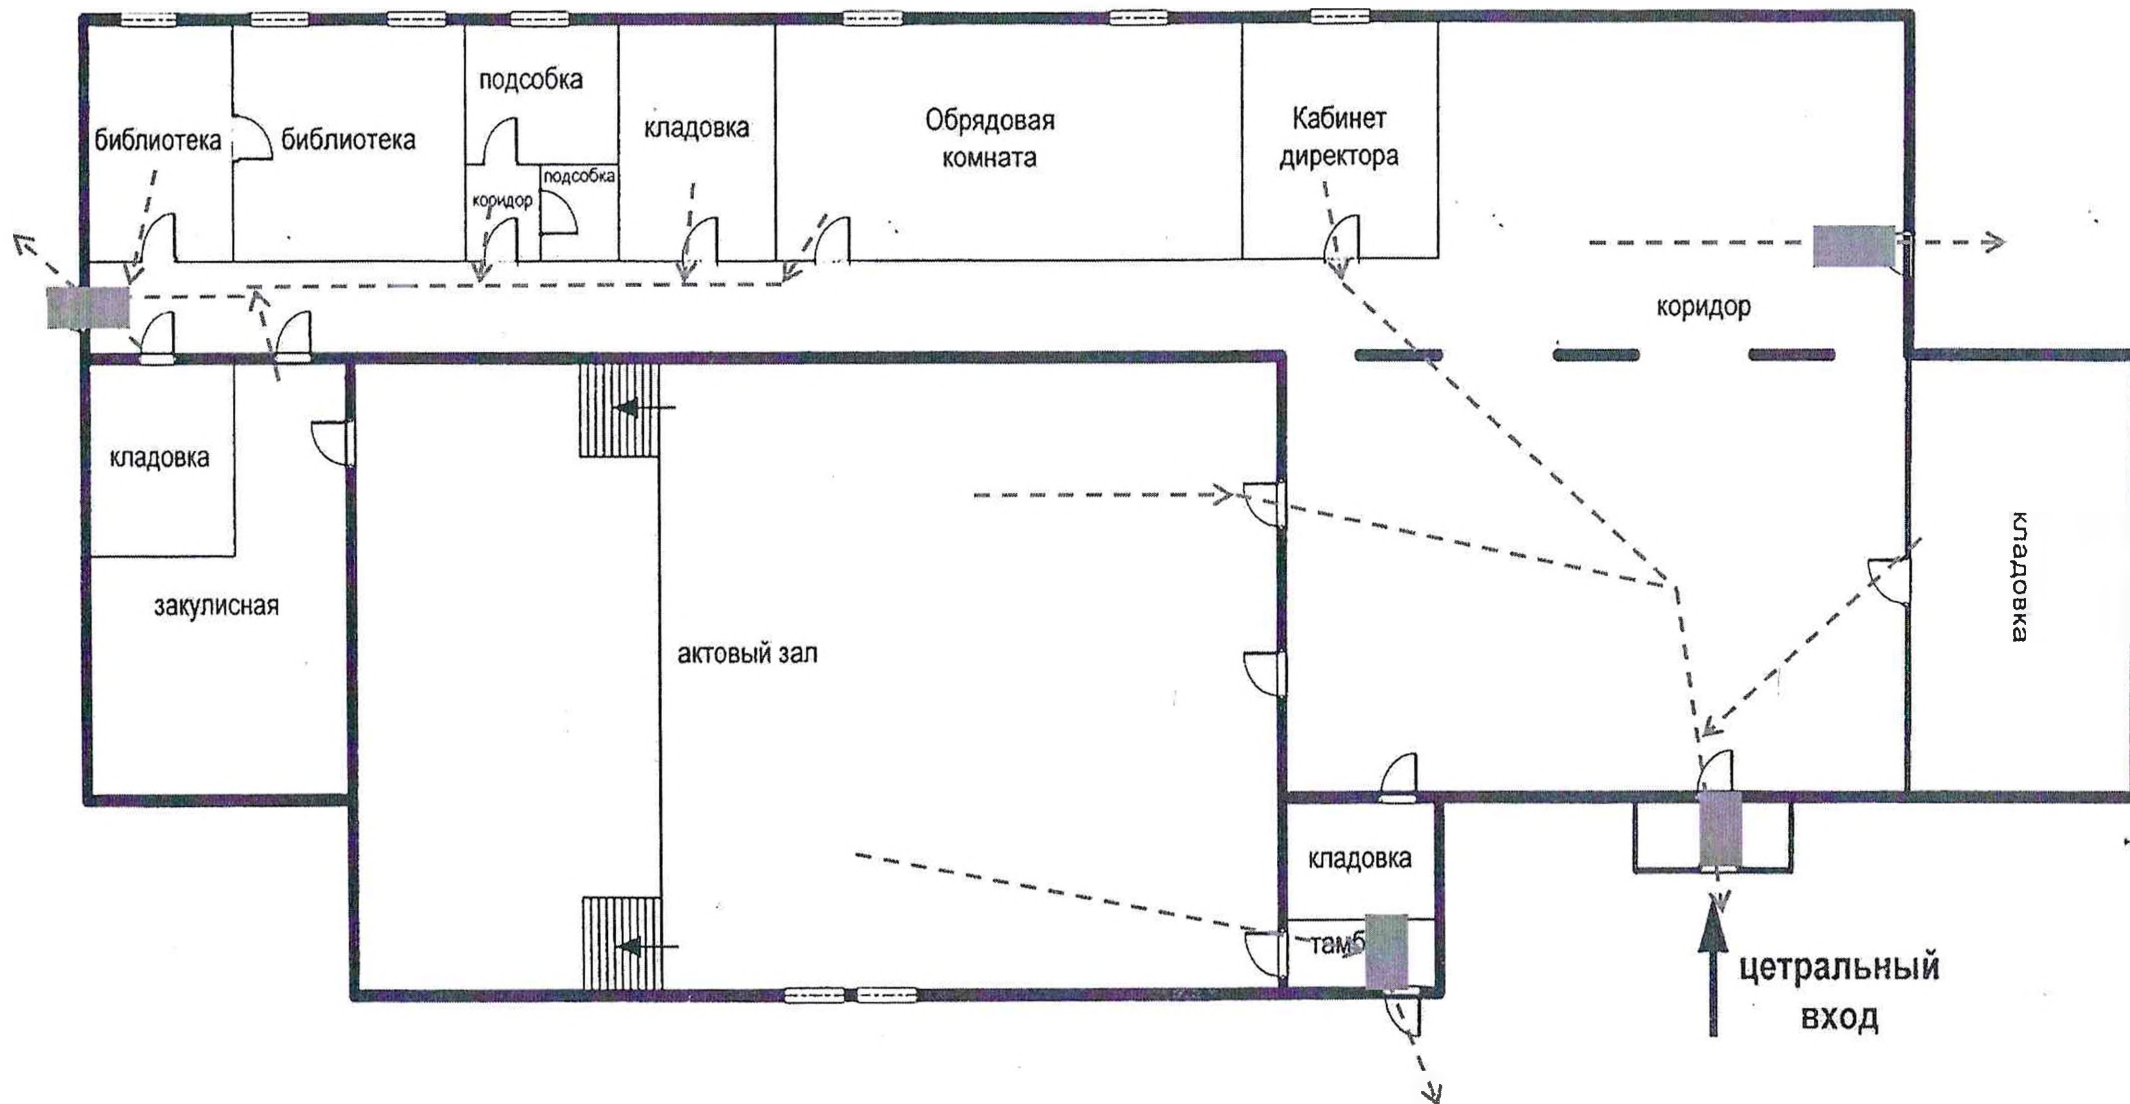 подсобка
библиотека
библиотека
кладовка
Обрядовая
комната
Кабинет
директора
подсобка
коридор
коридор
кладовка
закулисная
актовый зал
кладовка
кладовка
тамб
цетральный
вход